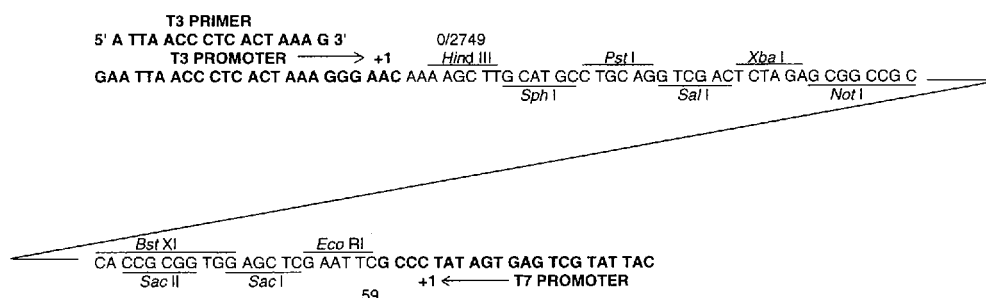 T3 PRIMER
5' A TTA ACC CTC ACT AAA G 3'
0/2749
T3 PROMOTER +1
Hind III Pst I Xba I
GAA TTA ACC CTC ACT AAA GGG AAC AAA AGC TTG CAT GCC TGC AGG TCG ACT CTA GAG CGG CCG C
Sph I Sal I Not I
Bst XI Eco RI
CA CCG CGG TGG AGC TCG AAT TCG CCC TAT AGT GAG TCG TAT TAC
Sac II Sac I +1 T7 PROMOTER
59